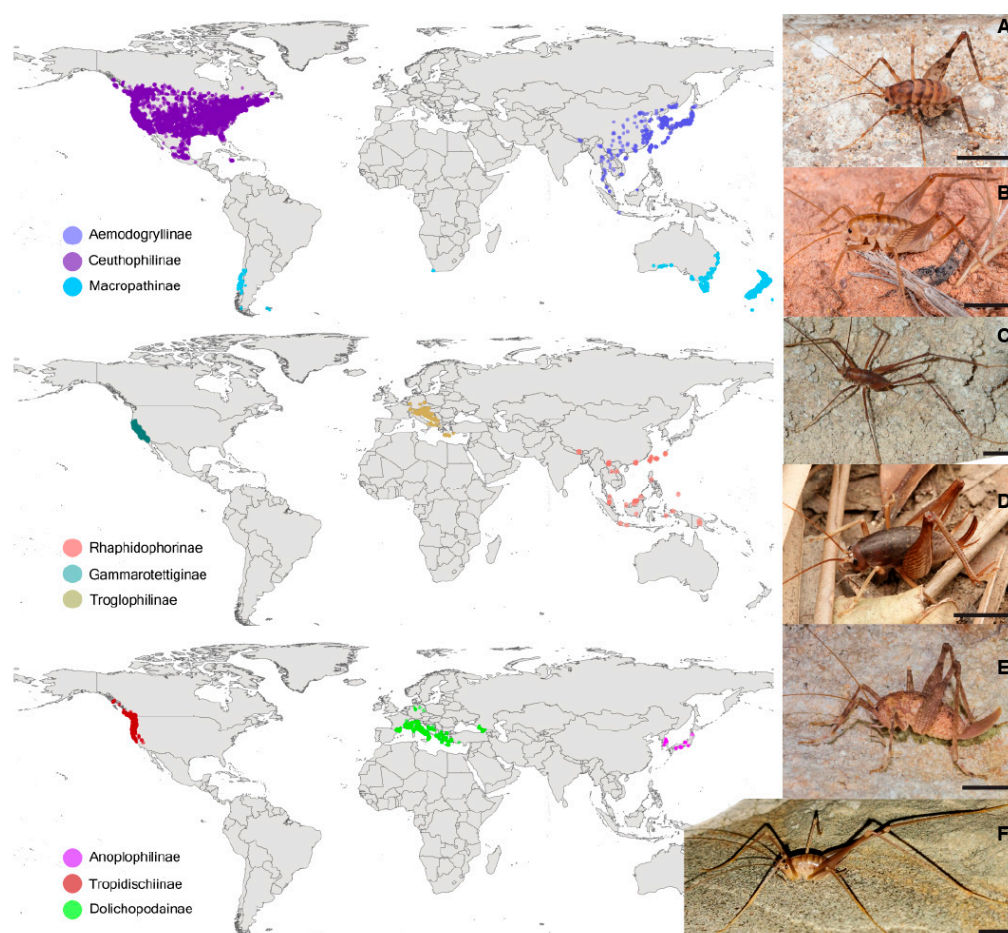 A
B
C
D
E
F
Aemodogryllinae
Ceuthophilinae
Macropathinae
Rhaphidophorinae
Gammarotettiginae
Troglophilinae
Anoplophilinae
Tropidischiinae
Dolichopodainae